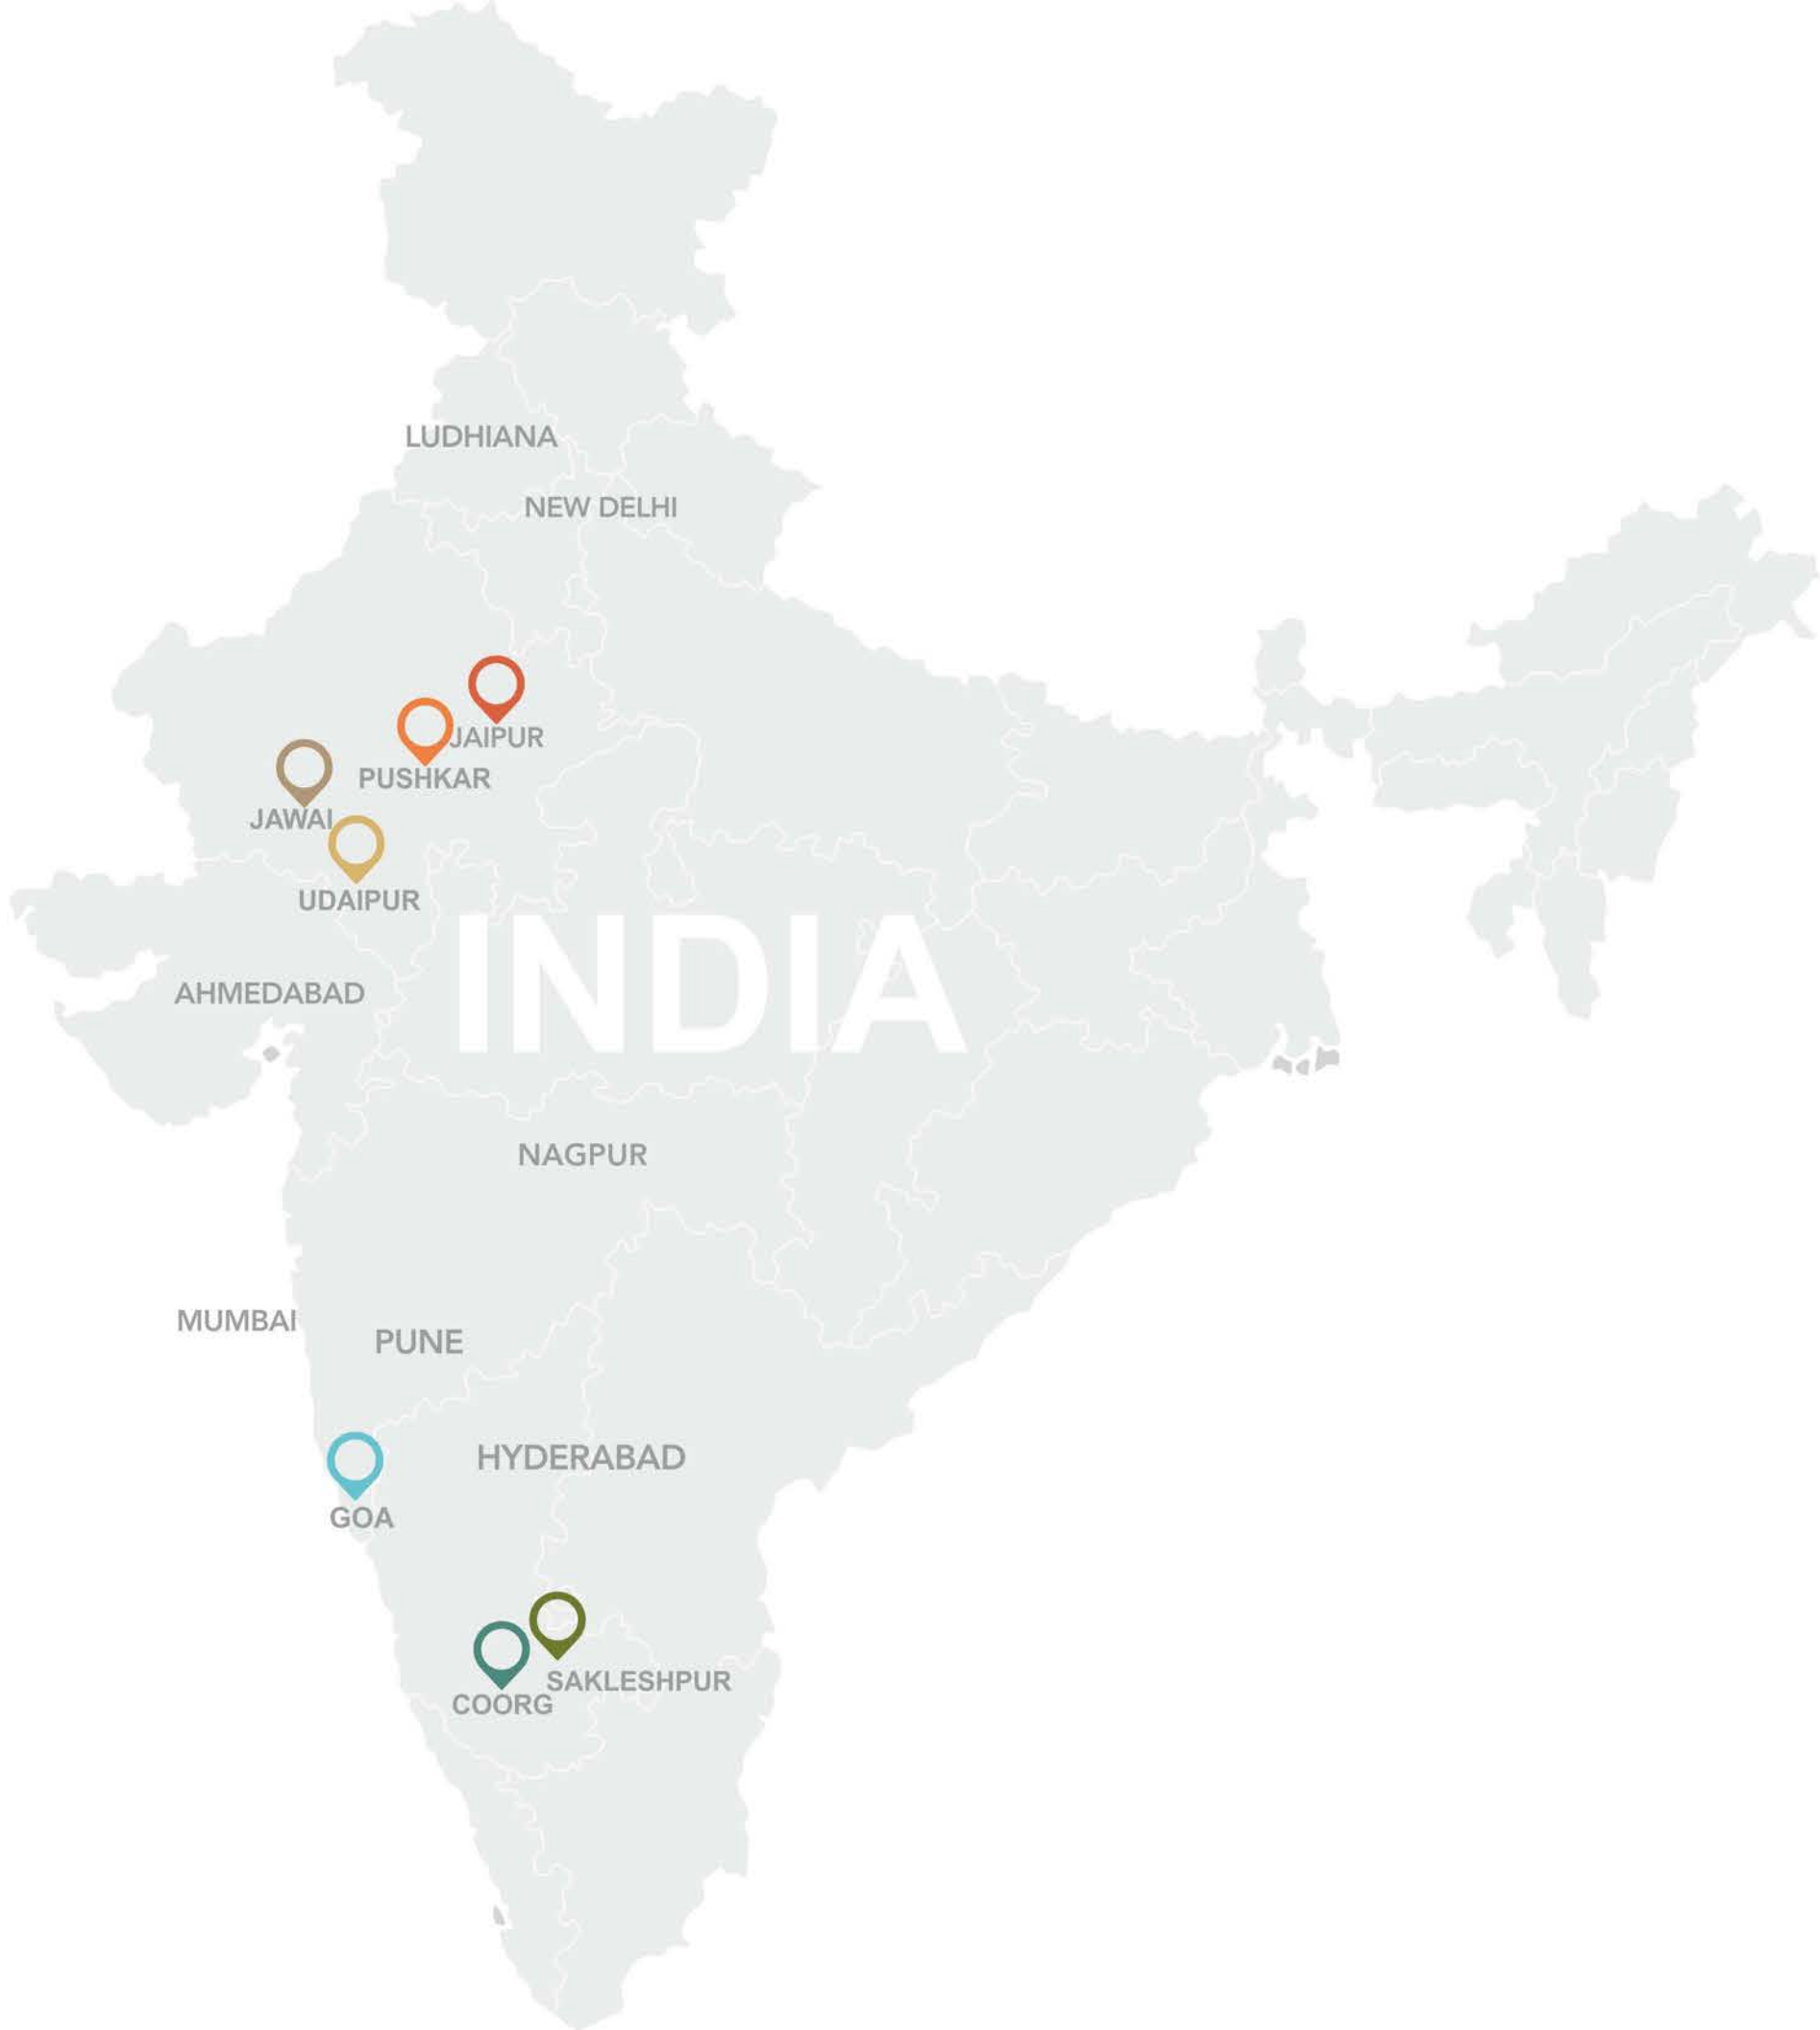 LUDHIANA
NEW DELHI
JAIPUR
PUSHKAR
JAWAI
UDAIPUR
INDIA
AHMEDABAD
NAGPUR
MUMBAI
PUNE
HYDERABAD
GOA
SAKLESHPUR
COORG